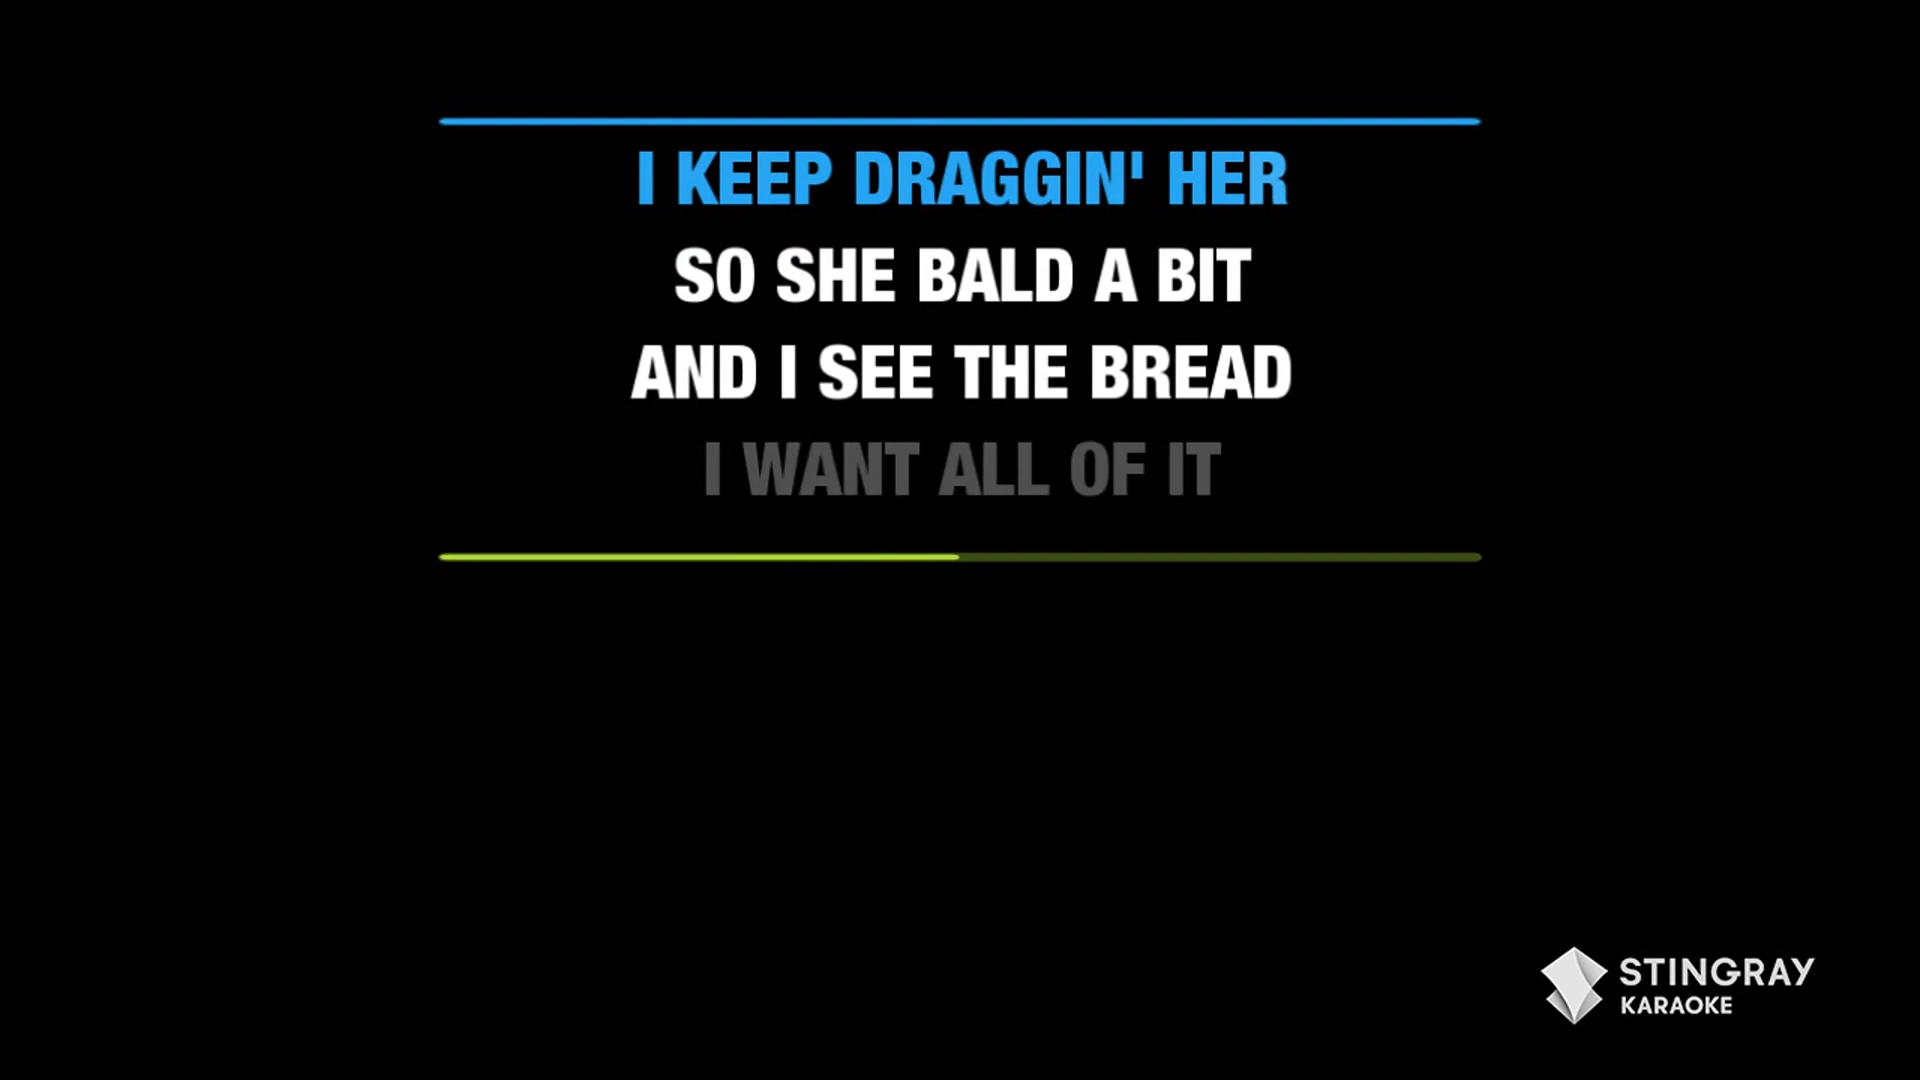 I KEEP DRAGGIN' HER
SO SHE BALD A BIT
AND I SEE THE BREAD
I WANT ALL OF IT
STINGRAY
KARAOKE